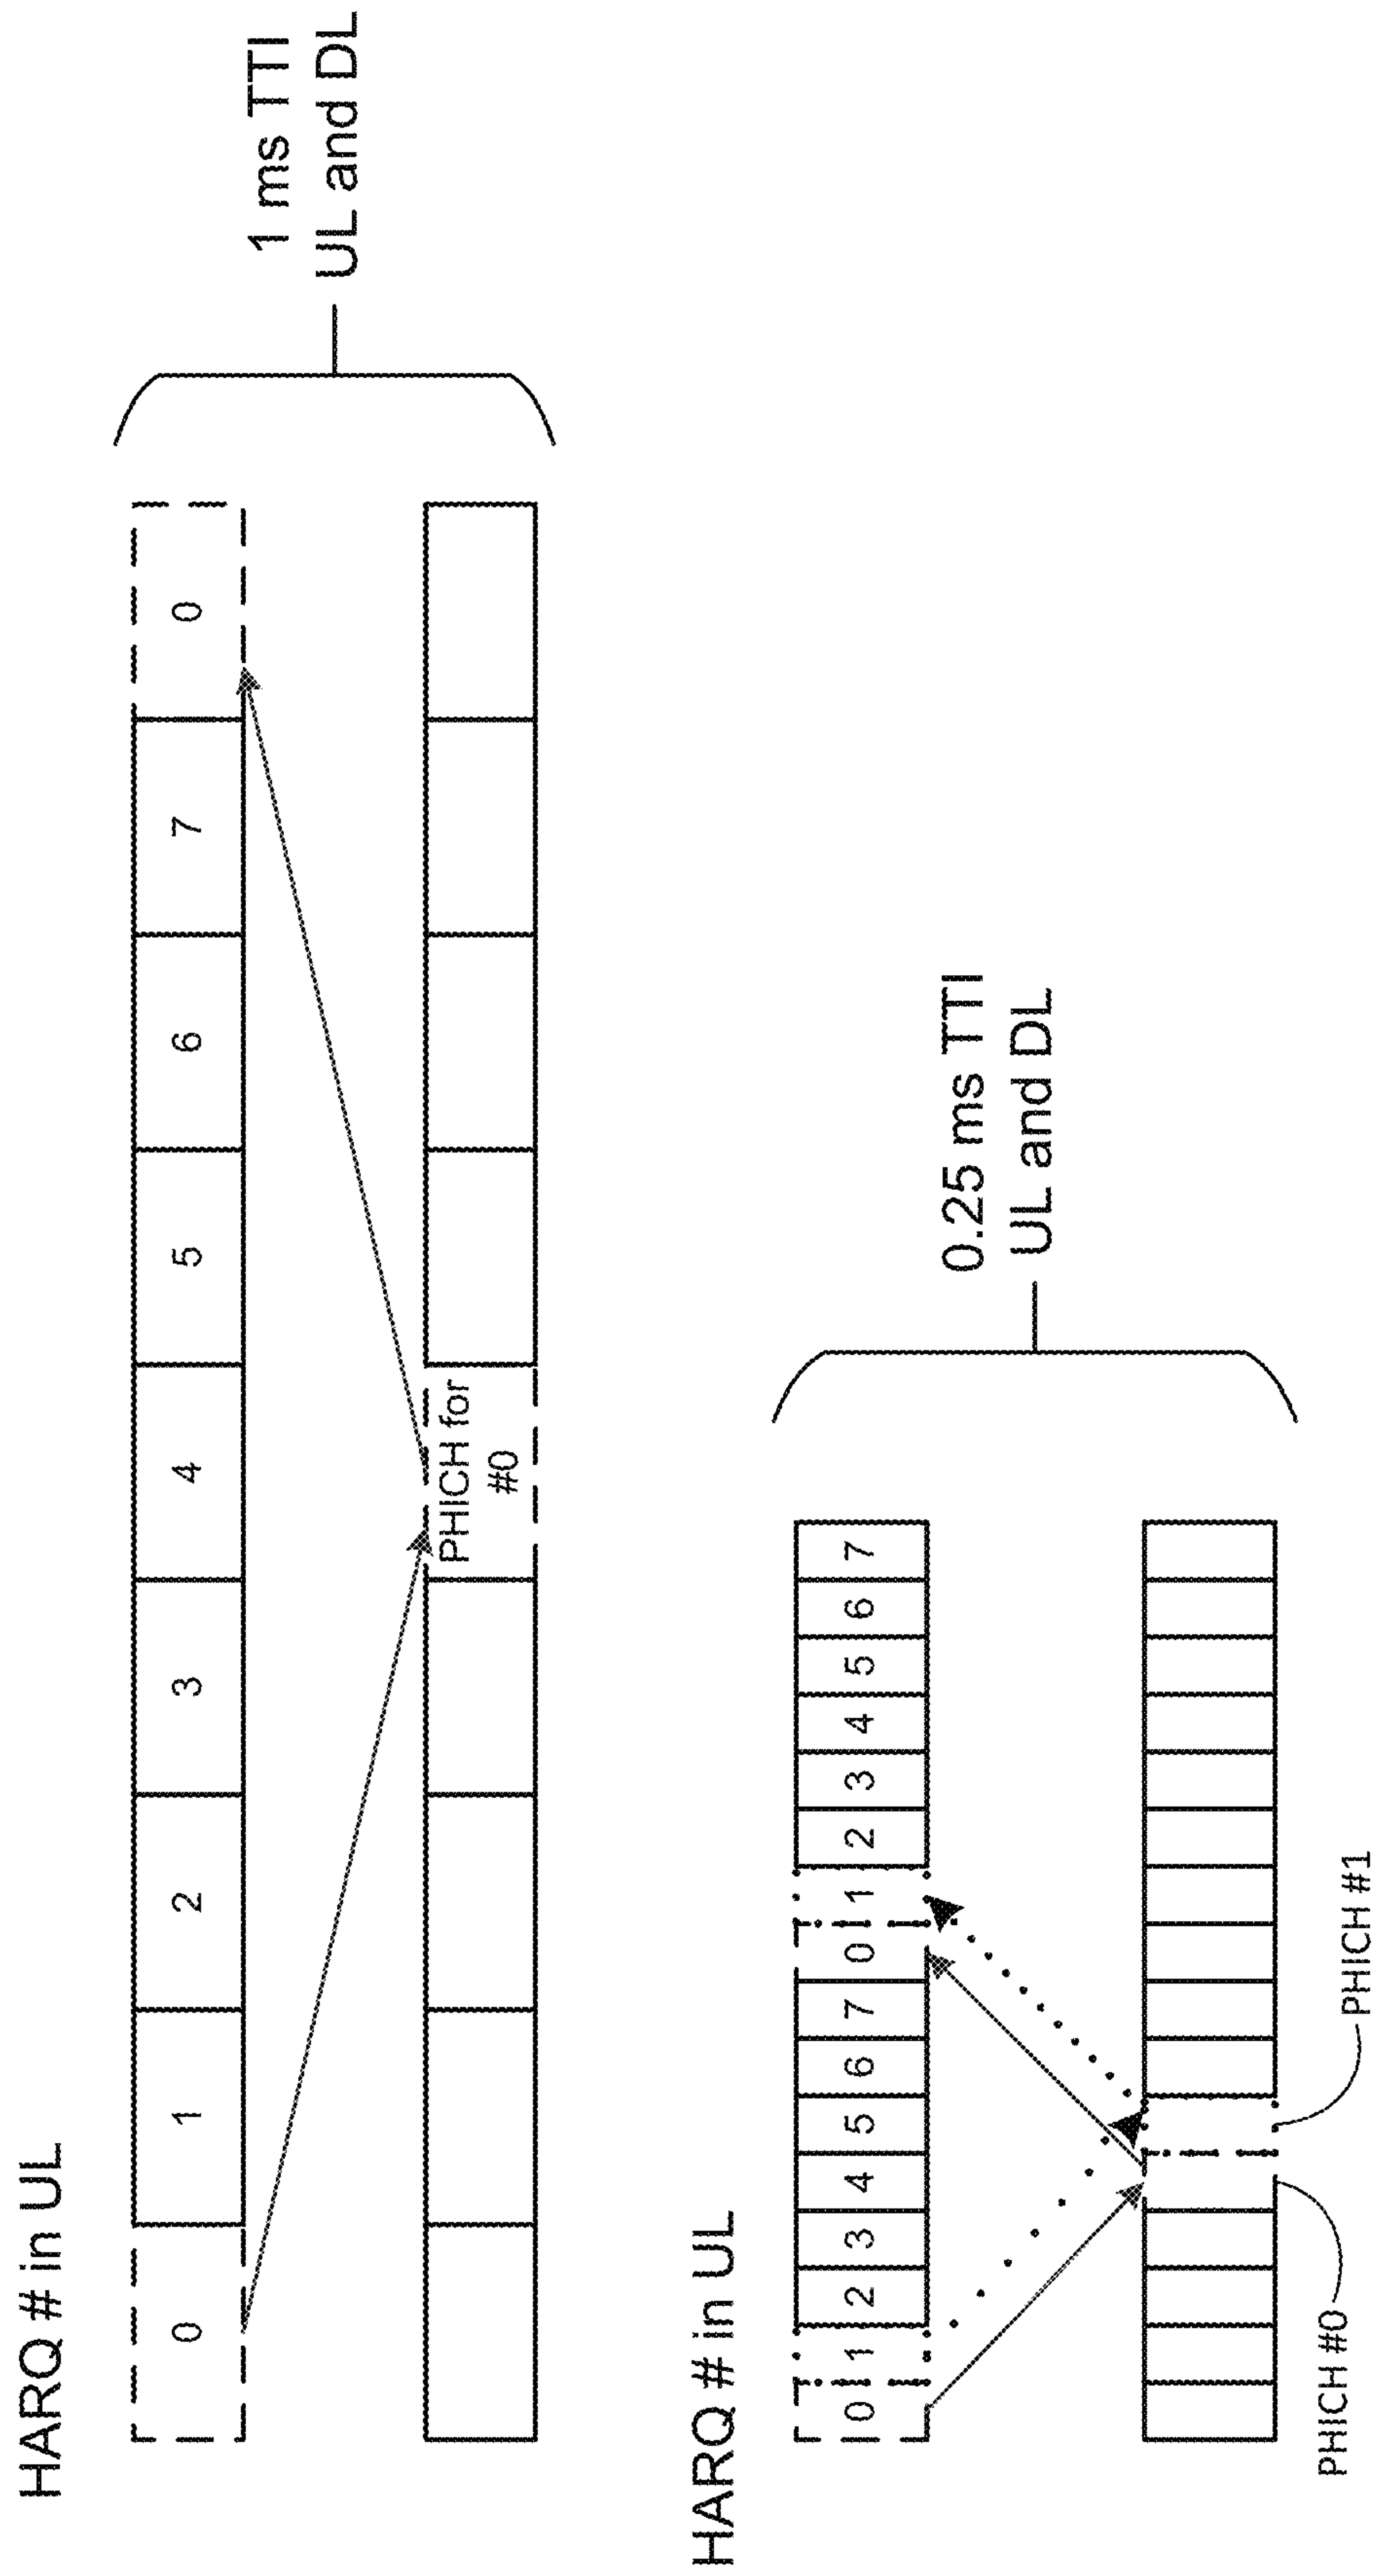 HARQ # in UL
0 1 2 3 4 5 6 7 0
PHICH for
#0
1 ms TTI
UL and DL
HARQ # in UL
0 1 2 3 4 5 6 7 0 1 2 3 4 5 6 7
0.25 ms TTI
UL and DL
PHICH #0
PHICH #1